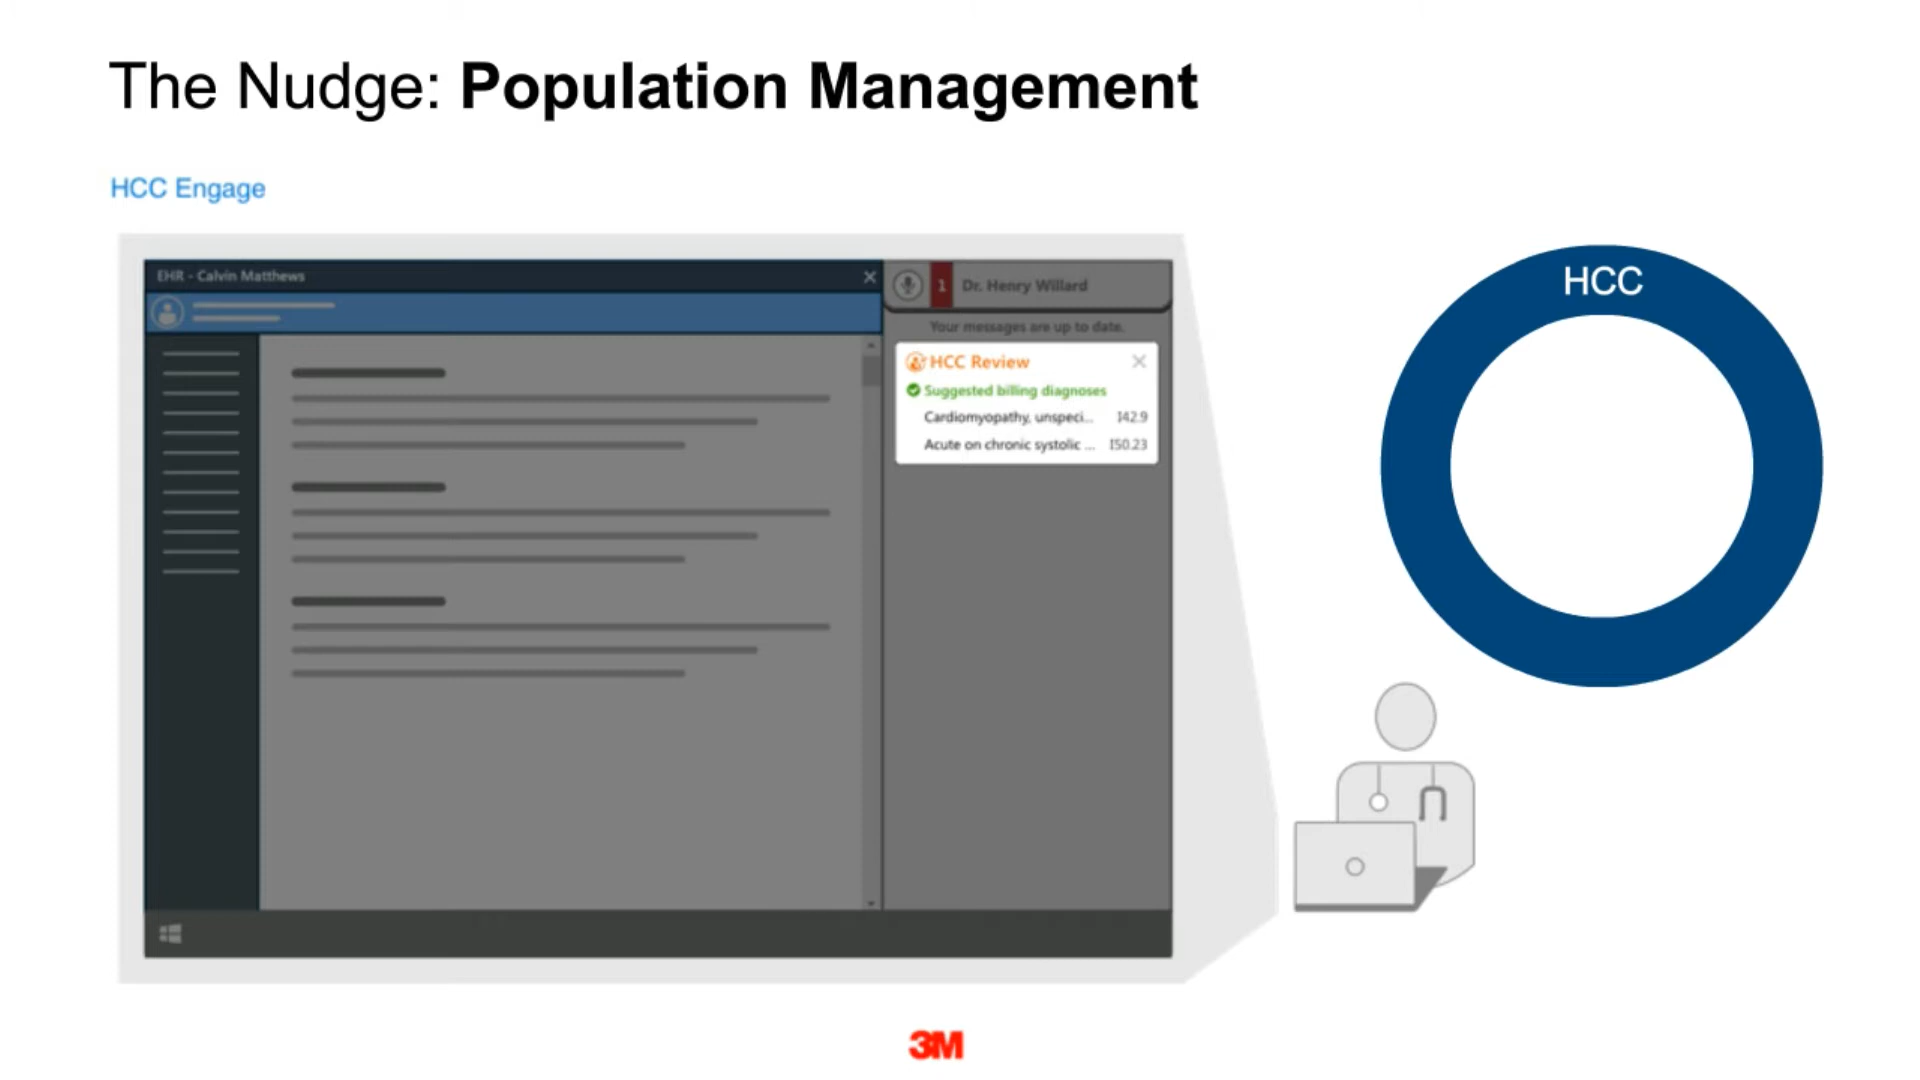 The Nudge: Population Management
HCC Engage
EHR - Calvin Matthews
1 Dr. Henry Willard
Your messages are up to date.
HCC Review
Suggested billing diagnoses
Cardiomyopathy, unspeci... I42.9
Acute on chronic systolic ... I50.23
HCC
3M